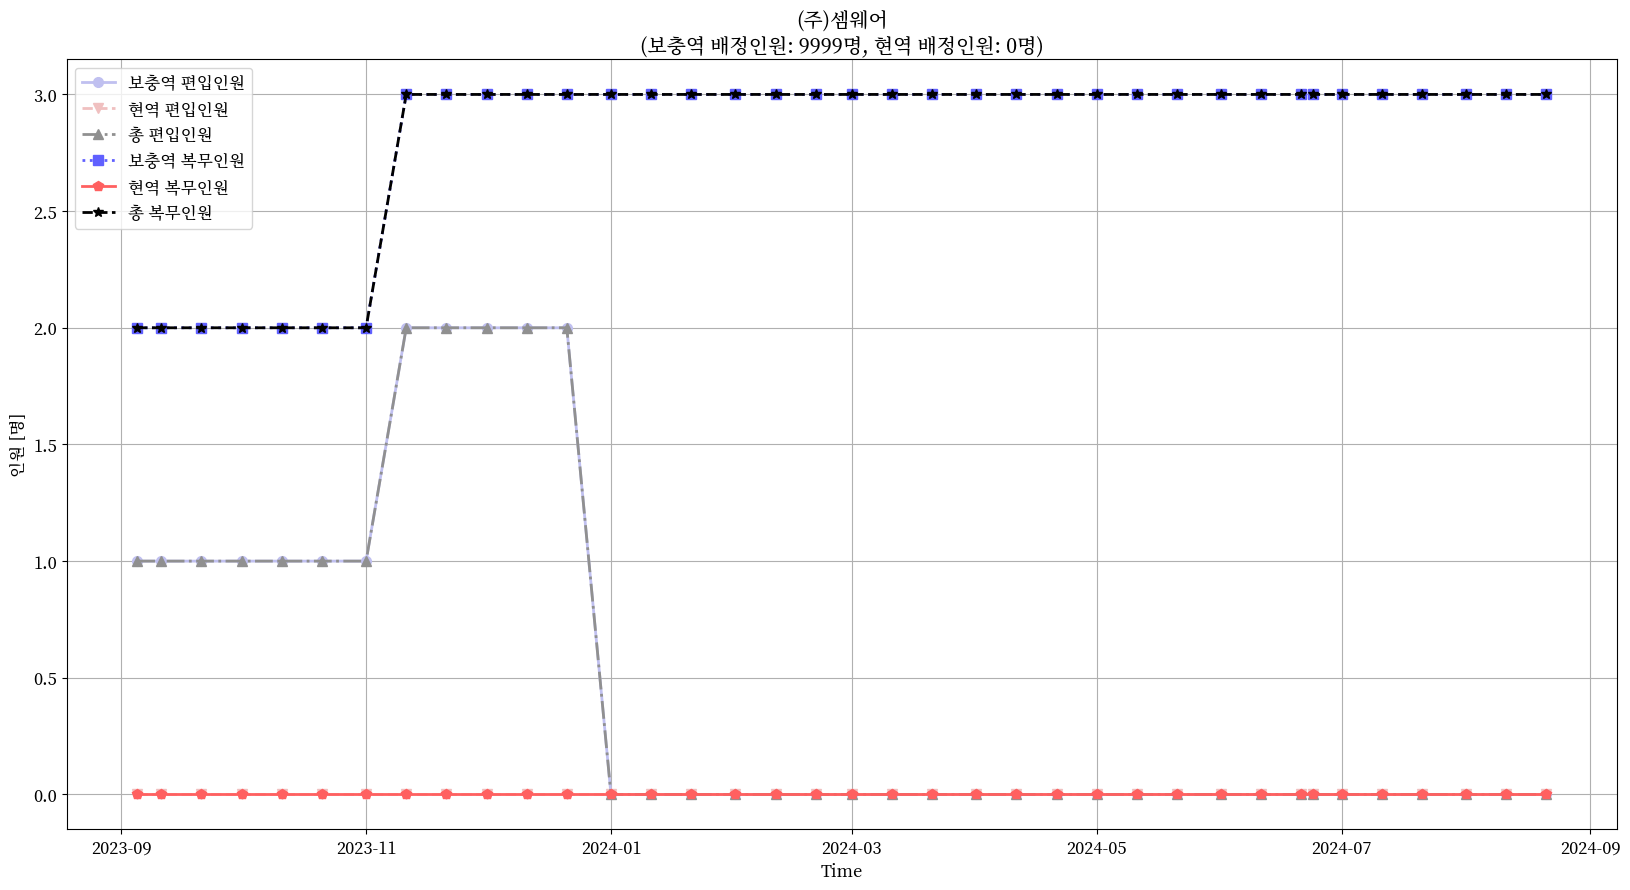 (주)셈웨어
(보충역 배정인원: 9999명, 현역 배정인원: 0명)
보충역 편입인원
현역 편입인원
총 편입인원
보충역 복무인원
현역 복무인원
총 복무인원
3.0
2.5
2.0
1.5
1.0
0.5
0.0
인원 [명]
2023-09
2023-11
2024-01
2024-03
2024-05
2024-07
2024-09
Time